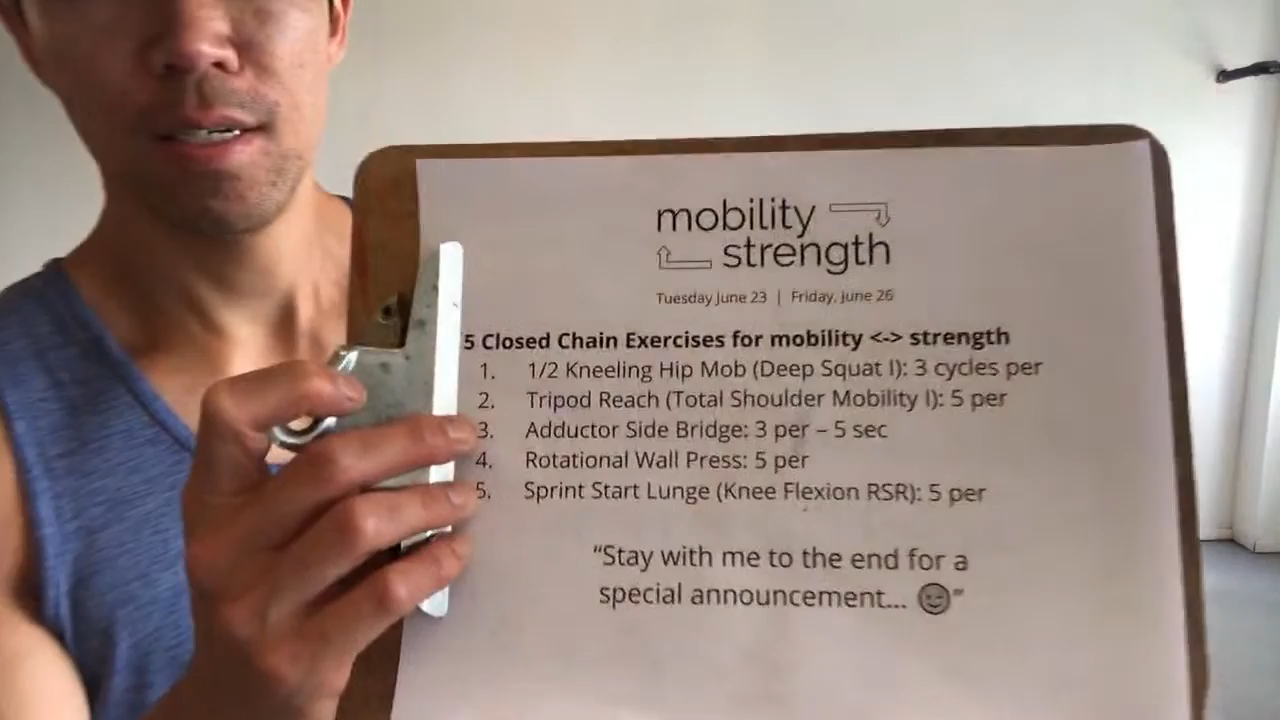 mobility
strength
Tuesday June 23 | Friday, June 26
5 Closed Chain Exercises for mobility <-> strength
1. 1/2 Kneeling Hip Mob (Deep Squat I): 3 cycles per
2. Tripod Reach (Total Shoulder Mobility I): 5 per
3. Adductor Side Bridge: 3 per – 5 sec
4. Rotational Wall Press: 5 per
5. Sprint Start Lunge (Knee Flexion RSR): 5 per
“Stay with me to the end for a
special announcement... 😉”